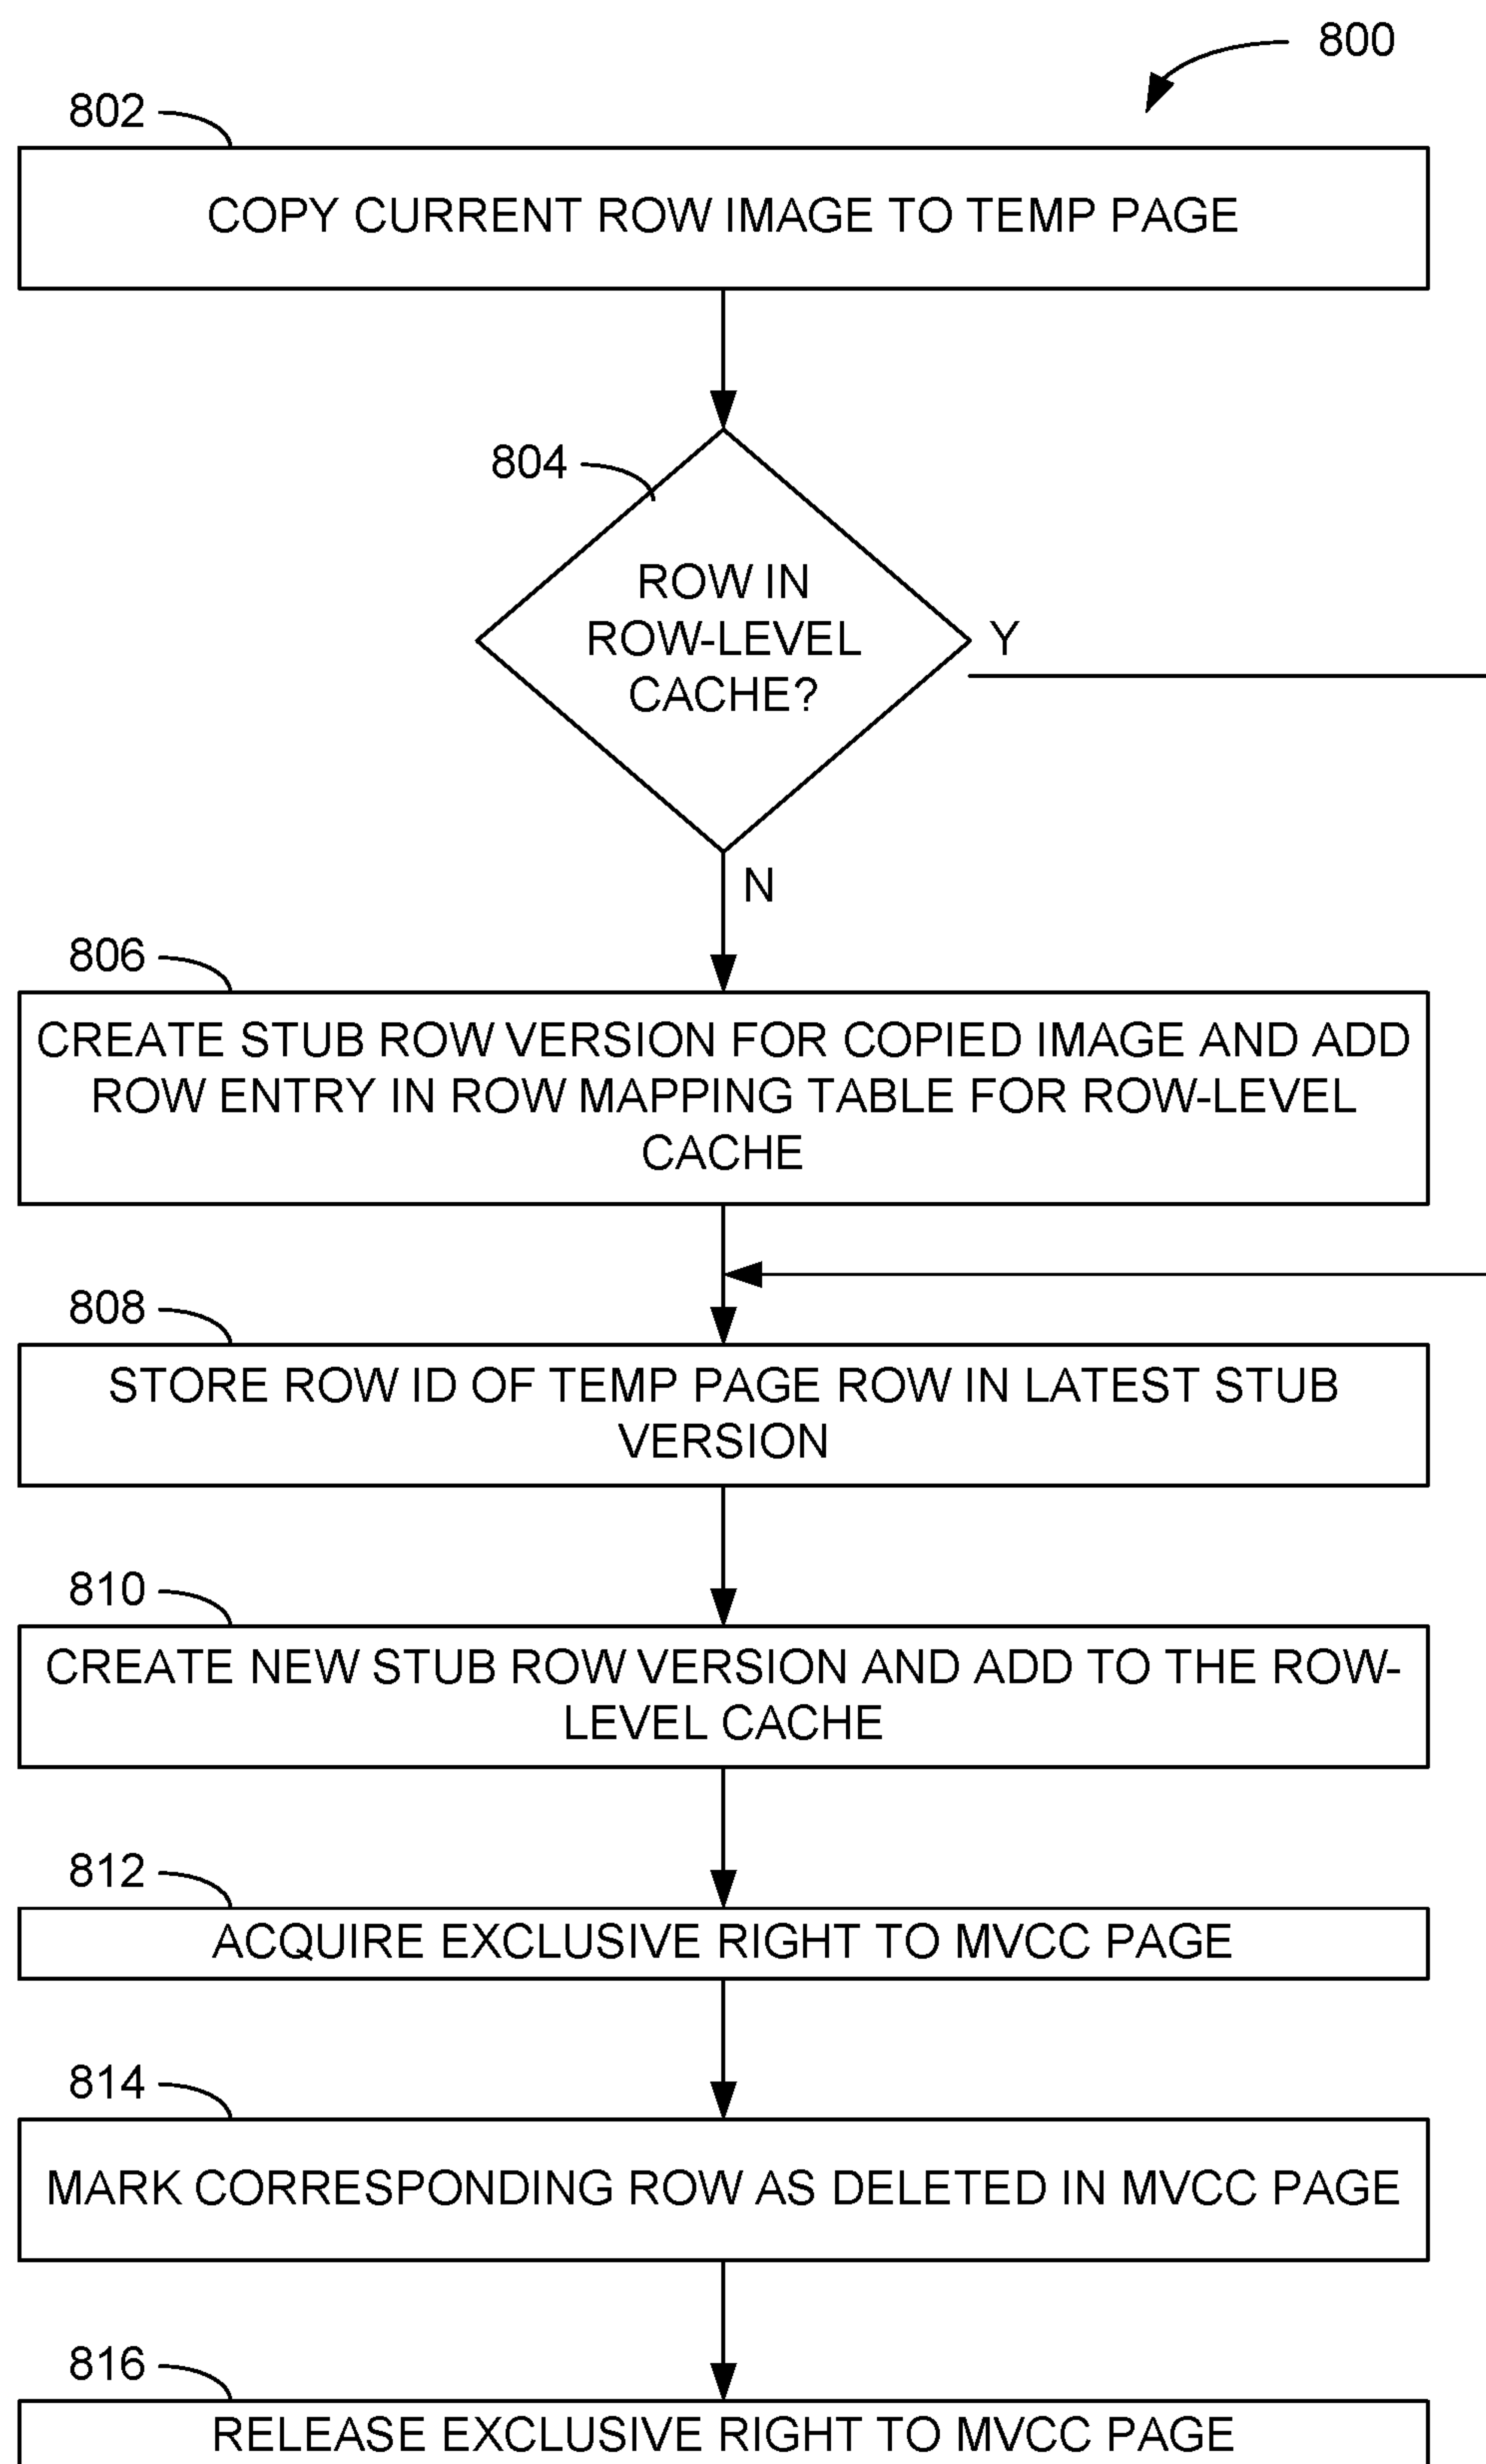 800
802
COPY CURRENT ROW IMAGE TO TEMP PAGE
804
ROW IN
ROW-LEVEL
CACHE?
Y
N
806
CREATE STUB ROW VERSION FOR COPIED IMAGE AND ADD
ROW ENTRY IN ROW MAPPING TABLE FOR ROW-LEVEL
CACHE
808
STORE ROW ID OF TEMP PAGE ROW IN LATEST STUB
VERSION
810
CREATE NEW STUB ROW VERSION AND ADD TO THE ROW-
LEVEL CACHE
812
ACQUIRE EXCLUSIVE RIGHT TO MVCC PAGE
814
MARK CORRESPONDING ROW AS DELETED IN MVCC PAGE
816
RELEASE EXCLUSIVE RIGHT TO MVCC PAGE